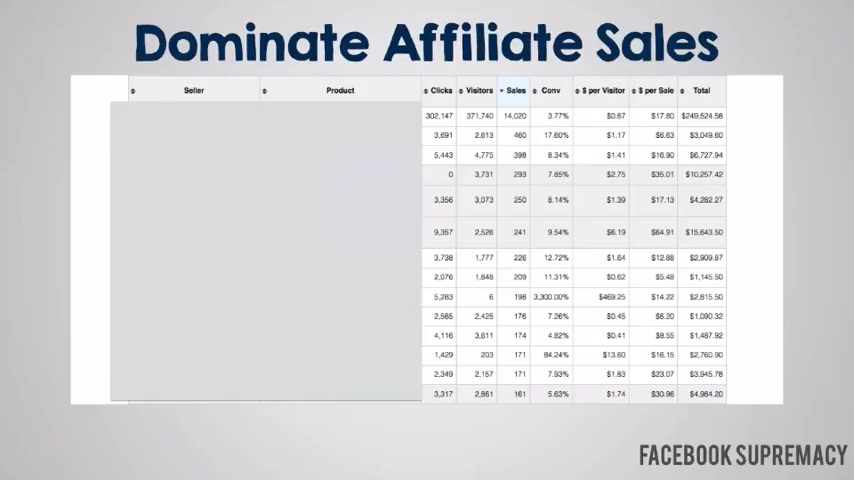 Dominate Affiliate Sales
Seller Product Clicks Visitors Sales Conv $ per Visitor $ per Sale Total
302,147 371,740 14,020 3.77% $0.67 $17.80 $249,524.58
3,691 2,613 460 17.60% $1.17 $6.63 $3,049.60
5,443 4,775 398 8.34% $1.41 $16.90 $6,727.94
0 3,731 293 7.85% $2.75 $35.01 $10,257.42
3,356 3,073 250 8.14% $1.39 $17.13 $4,282.27
9,357 2,526 241 9.54% $6.19 $64.91 $15,643.50
3,738 1,777 226 12.72% $1.64 $12.88 $2,909.87
2,076 1,848 209 11.31% $0.62 $5.48 $1,145.50
5,283 6 198 3,300.00% $469.25 $14.22 $2,815.50
2,565 2,425 176 7.26% $0.45 $6.20 $1,090.32
4,116 3,611 174 4.82% $0.41 $8.55 $1,487.92
1,429 203 171 84.24% $13.60 $16.15 $2,760.90
2,349 2,157 171 7.93% $1.83 $23.07 $3,945.78
3,317 2,861 161 5.63% $1.74 $30.96 $4,984.20
FACEBOOK SUPREMACY